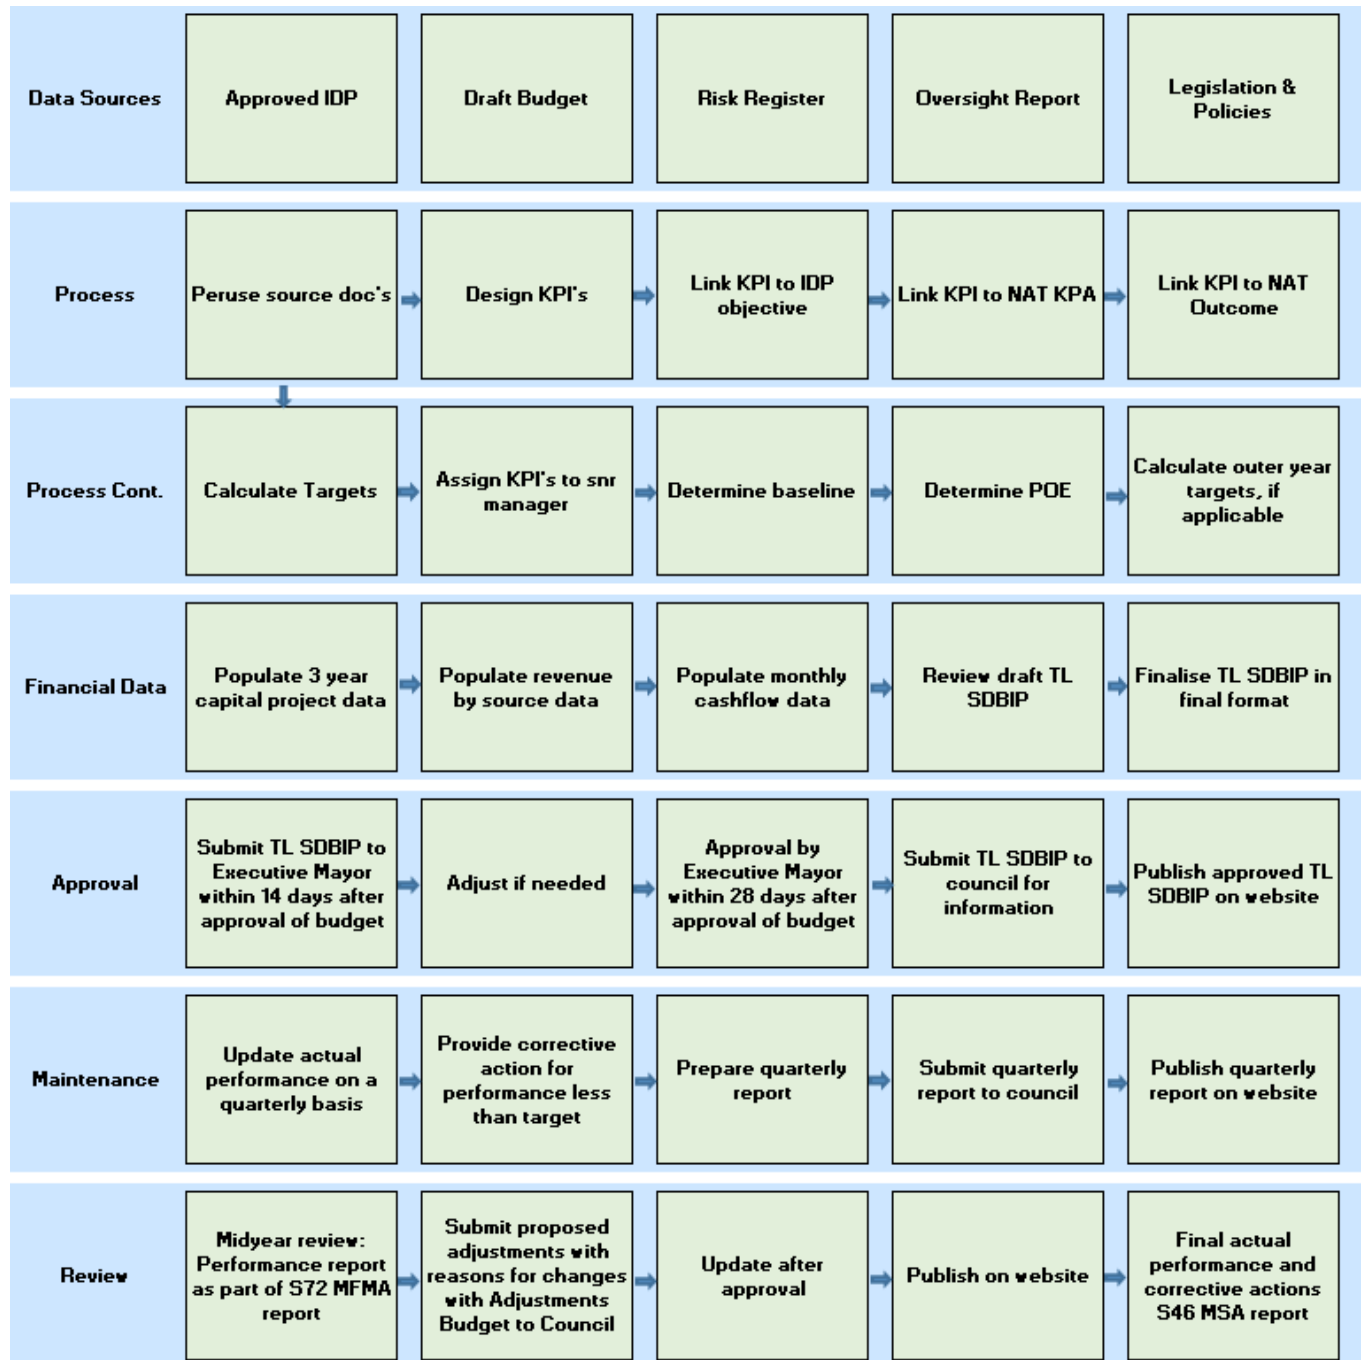 Data Sources
Approved IDP
Draft Budget
Risk Register
Oversight Report
Legislation &
Policies
Process
Peruse source doc's
Design KPI's
Link KPI to IDP
objective
Link KPI to NAT KPA
Link KPI to NAT
Outcome
Process Cont.
Calculate Targets
Assign KPI's to snr
manager
Determine baseline
Determine POE
Calculate outer year
targets, if
applicable
Financial Data
Populate 3 year
capital project data
Populate revenue
by source data
Populate monthly
cashflow data
Review draft TL
SDBIP
Finalise TL SDBIP in
final format
Approval
Submit TL SDBIP to
Executive Mayor
within 14 days after
approval of budget
Adjust if needed
Approval by
Executive Mayor
within 28 days after
approval of budget
Submit TL SDBIP to
council for
information
Publish approved TL
SDBIP on website
Maintenance
Update actual
performance on a
quarterly basis
Provide corrective
action for
performance less
than target
Prepare quarterly
report
Submit quarterly
report to council
Publish quarterly
report on website
Review
Midyear review:
Performance report
as part of S72 MFMA
report
Submit proposed
adjustments with
reasons for changes
with Adjustments
Budget to Council
Update after
approval
Publish on website
Final actual
performance and
corrective actions
S46 MSA report